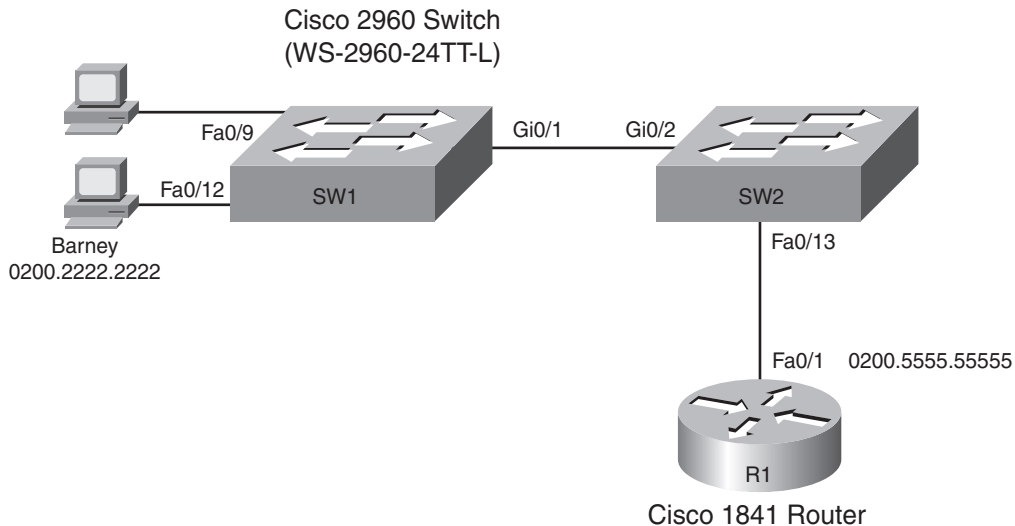 Cisco 2960 Switch
(WS-2960-24TT-L)
Fa0/9
Gi0/1
Gi0/2
Fa0/12
SW1
SW2
Barney
0200.2222.2222
Fa0/13
Fa0/1
0200.5555.55555
R1
Cisco 1841 Router